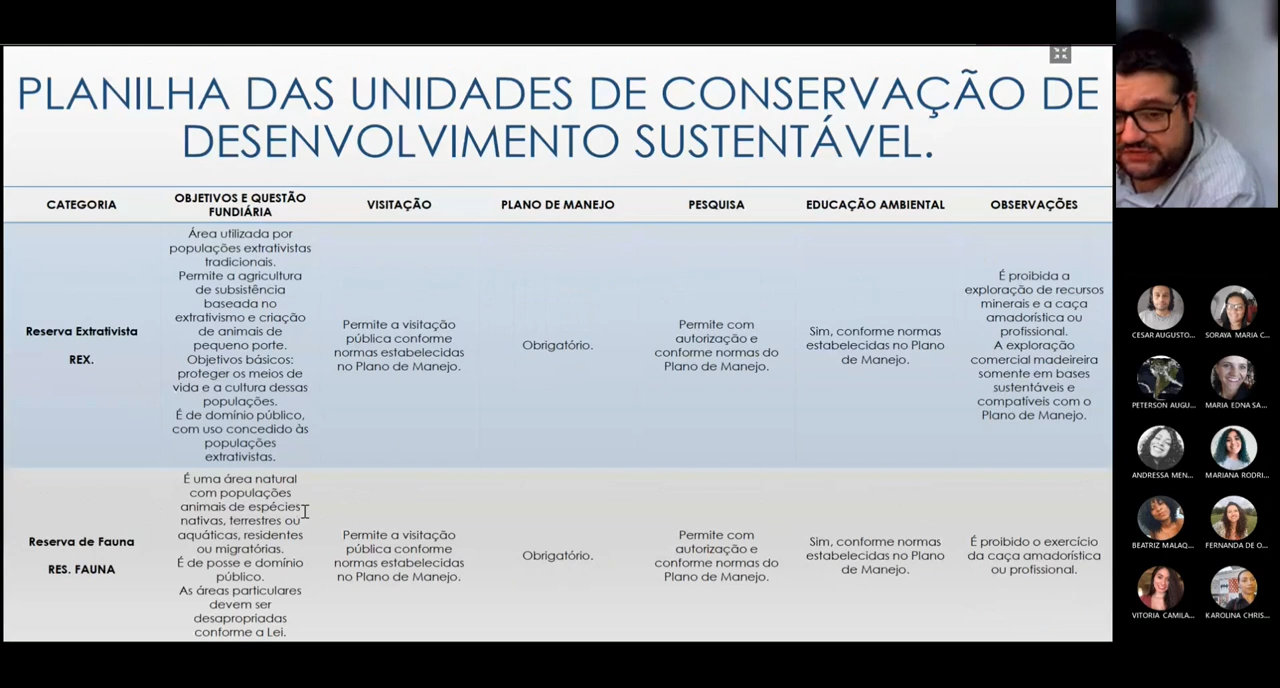 PLANILHA DAS UNIDADES DE CONSERVAÇÃO DE
DESENVOLVIMENTO SUSTENTÁVEL.
CATEGORIA
OBJETIVOS E QUESTÃO
FUNDIÁRIA
VISITAÇÃO
PLANO DE MANEJO
PESQUISA
EDUCAÇÃO AMBIENTAL
OBSERVAÇÕES
Reserva Extrativista
REX.
Área utilizada por
populações extrativistas
tradicionais.
Permite a agricultura
de subsistência
baseada no
extrativismo e criação
de animais de
pequeno porte.
Objetivos básicos:
proteger os meios de
vida e a cultura dessas
populações.
É de domínio público,
com uso concedido às
populações
extrativistas.
Permite a visitação
pública conforme
normas estabelecidas
no Plano de Manejo.
Obrigatório.
Permite com
autorização e
conforme normas do
Plano de Manejo.
Sim, conforme normas
estabelecidas no Plano
de Manejo.
É proibida a
exploração de recursos
minerais e a caça
amadorística ou
profissional.
A exploração
comercial madeireira
somente em bases
sustentáveis e
compatíveis com o
Plano de Manejo.
Reserva de Fauna
RES. FAUNA
É uma área natural
com populações
animais de espécies
nativas, terrestres ou
aquáticas, residentes
ou migratórias.
É de posse e domínio
público.
As áreas particulares
devem ser
desapropriadas
conforme a Lei.
Permite a visitação
pública conforme
normas estabelecidas
no Plano de Manejo.
Obrigatório.
Permite com
autorização e
conforme normas do
Plano de Manejo.
Sim, conforme normas
estabelecidas no Plano
de Manejo.
É proibido o exercício
da caça amadorística
ou profissional.
CESAR AUGUSTO...
SORAYA MARIA C...
PETERSON AUGU...
MARIA EDNA SA...
ANDRESSA MEN...
MARIANA RODRI...
BEATRIZ MALAQ...
FERNANDA DE O...
VITORIA CAMILA...
KAROLINA CHRIS...